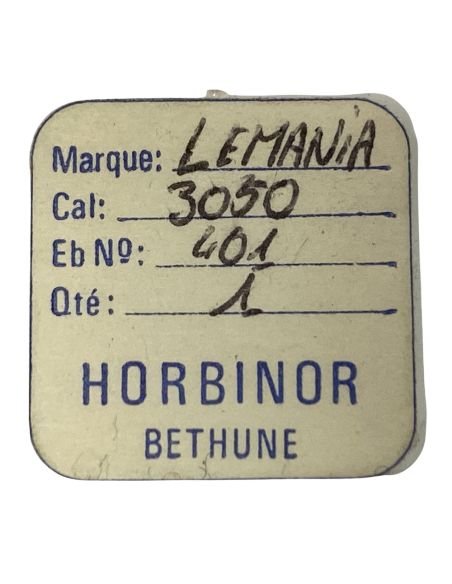 Marque: LEMANiA
Cal: 3050
Eb Nº: 401
Qté: 1
HORBINOR
BETHUNE